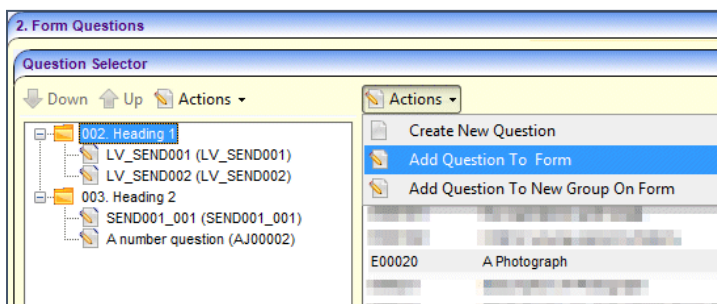 2. Form Questions
Question Selector
Down Up Actions
002. Heading 1
LV_SEND001 (LV_SEND001)
LV_SEND002 (LV_SEND002)
003. Heading 2
SEND001_001 (SEND001_001)
A number question (AJ00002)
Actions
Create New Question
Add Question To Form
Add Question To New Group On Form
E00020 A Photograph